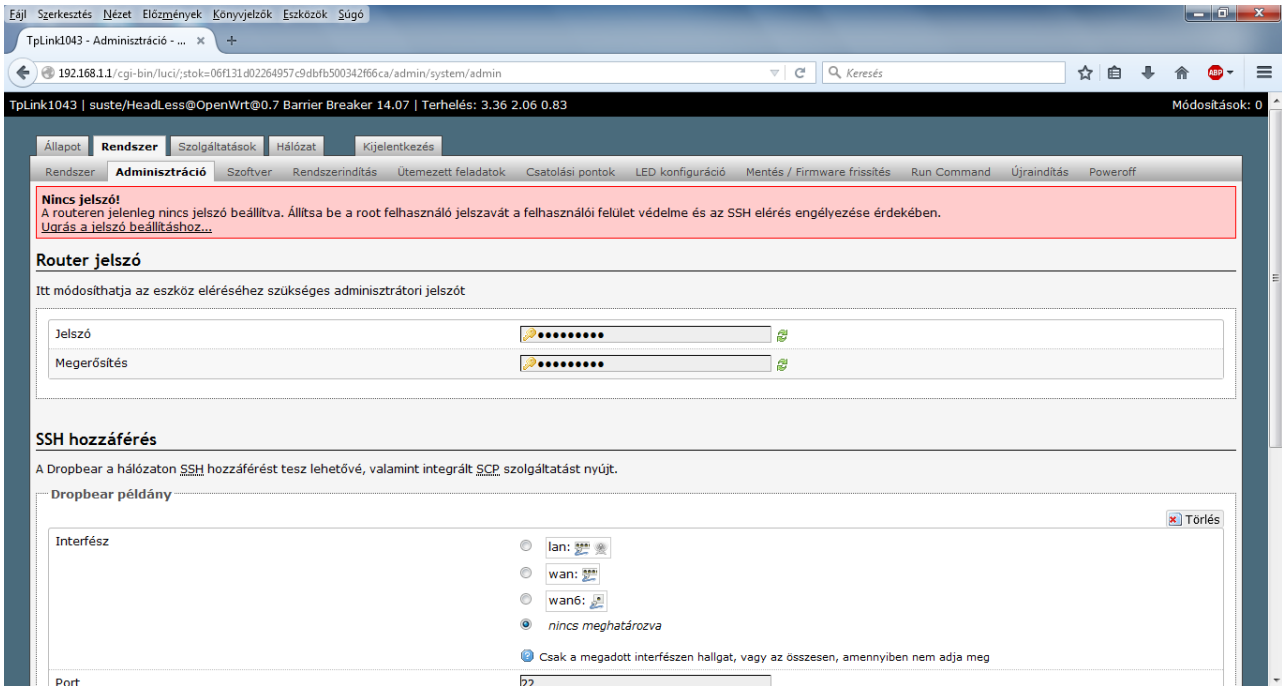 Fájl Szerkesztés Nézet Előzmények Könyvjelzők Eszközök Súgó
TpLink1043 - Adminisztráció - ...
192.168.1.1/cgi-bin/luci/;stok=06f131d02264957c9dbfb500342f66ca/admin/system/admin
Keresés
ABP
TpLink1043 | suste/HeadLess@OpenWrt@0.7 Barrier Breaker 14.07 | Terhelés: 3.36 2.06 0.83 Módosítások: 0
Állapot Rendszer Szolgáltatások Hálózat Kijelentkezés
Rendszer Adminisztráció Szoftver Rendszerindítás Ütemezett feladatok Csatolási pontok LED konfiguráció Mentés / Firmware frissítés Run Command Újraindítás Poweroff
Nincs jelszó!
A routeren jelenleg nincs jelszó beállítva. Állítsa be a root felhasználó jelszavát a felhasználói felület védelme és az SSH elérés engélyezése érdekében.
Ugrás a jelszó beállításhoz...
Router jelszó
Itt módosíthatja az eszköz eléréséhez szükséges adminisztrátori jelszót
Jelszó ●●●●●●●●●
Megerősítés ●●●●●●●●●
SSH hozzáférés
A Dropbear a hálózaton SSH hozzáférést tesz lehetővé, valamint integrált SCP szolgáltatást nyújt.
Dropbear példány
Törlés
Interfész
lan:
wan:
wan6:
nincs meghatározva
Csak a megadott interfészen hallgat, vagy az összesen, amennyiben nem adja meg
Port 22